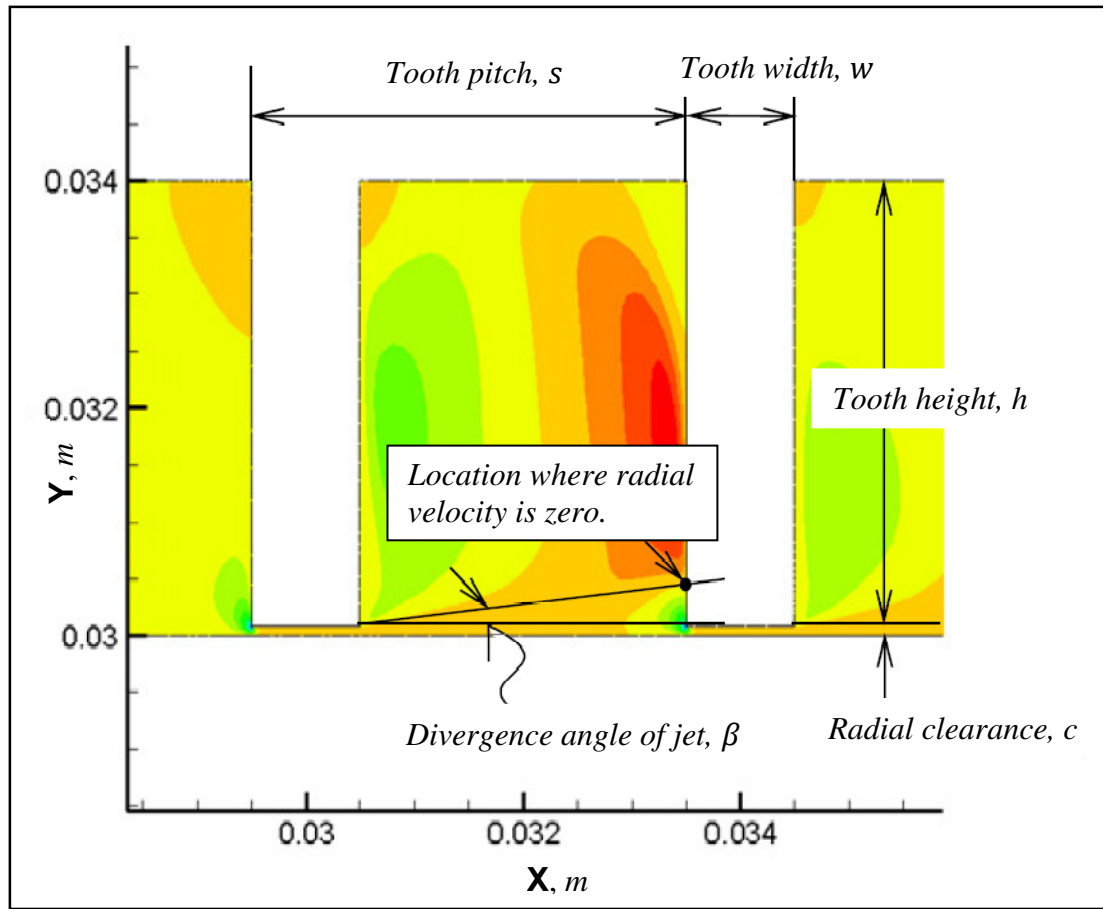 Tooth pitch, s
Tooth width, w
0.034
Tooth height, h
0.032
Location where radial
velocity is zero.
Y, m
0.03
Divergence angle of jet, β
Radial clearance, c
0.03
0.032
0.034
X, m